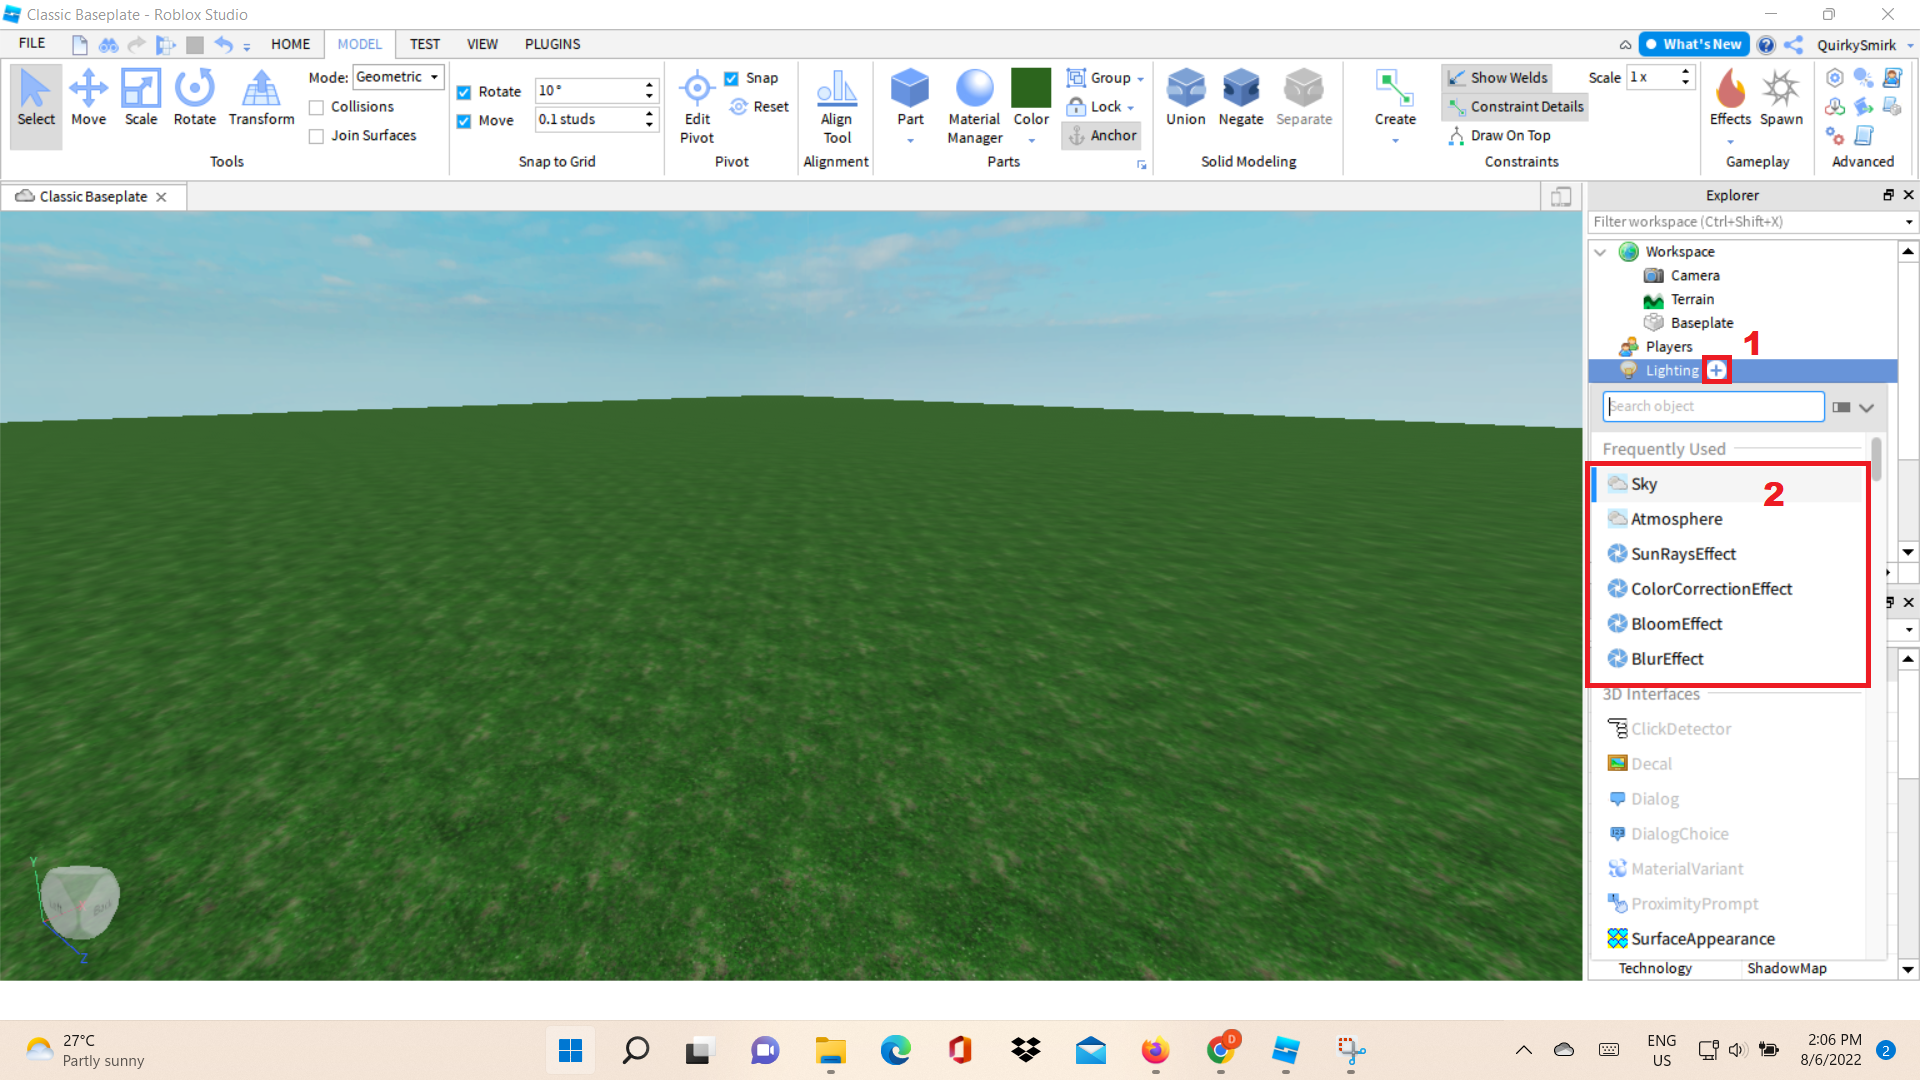 Classic Baseplate - Roblox Studio
FILE
HOME
MODEL
TEST
VIEW
PLUGINS
What's New
QuirkySmirk
Select
Move
Scale
Rotate
Transform
Mode:
Geometric
Collisions
Join Surfaces
Tools
Rotate
10 °
Move
0.1 studs
Snap to Grid
Edit
Pivot
Snap
Reset
Pivot
Align
Tool
Alignment
Part
Material
Manager
Color
Group
Lock
Anchor
Parts
Union
Negate
Separate
Solid Modeling
Create
Show Welds
Scale
1 x
Constraint Details
Draw On Top
Constraints
Effects
Spawn
Gameplay
Advanced
Classic Baseplate
Explorer
Filter workspace (Ctrl+Shift+X)
Workspace
Camera
Terrain
Baseplate
Players
1
Lighting
Search object
Frequently Used
Sky
2
Atmosphere
SunRaysEffect
ColorCorrectionEffect
BloomEffect
BlurEffect
3D Interfaces
ClickDetector
Decal
Dialog
DialogChoice
MaterialVariant
ProximityPrompt
SurfaceAppearance
Technology
ShadowMap
Y
Back
Z
27°C
Partly sunny
D
ENG
US
2:06 PM
8/6/2022
2